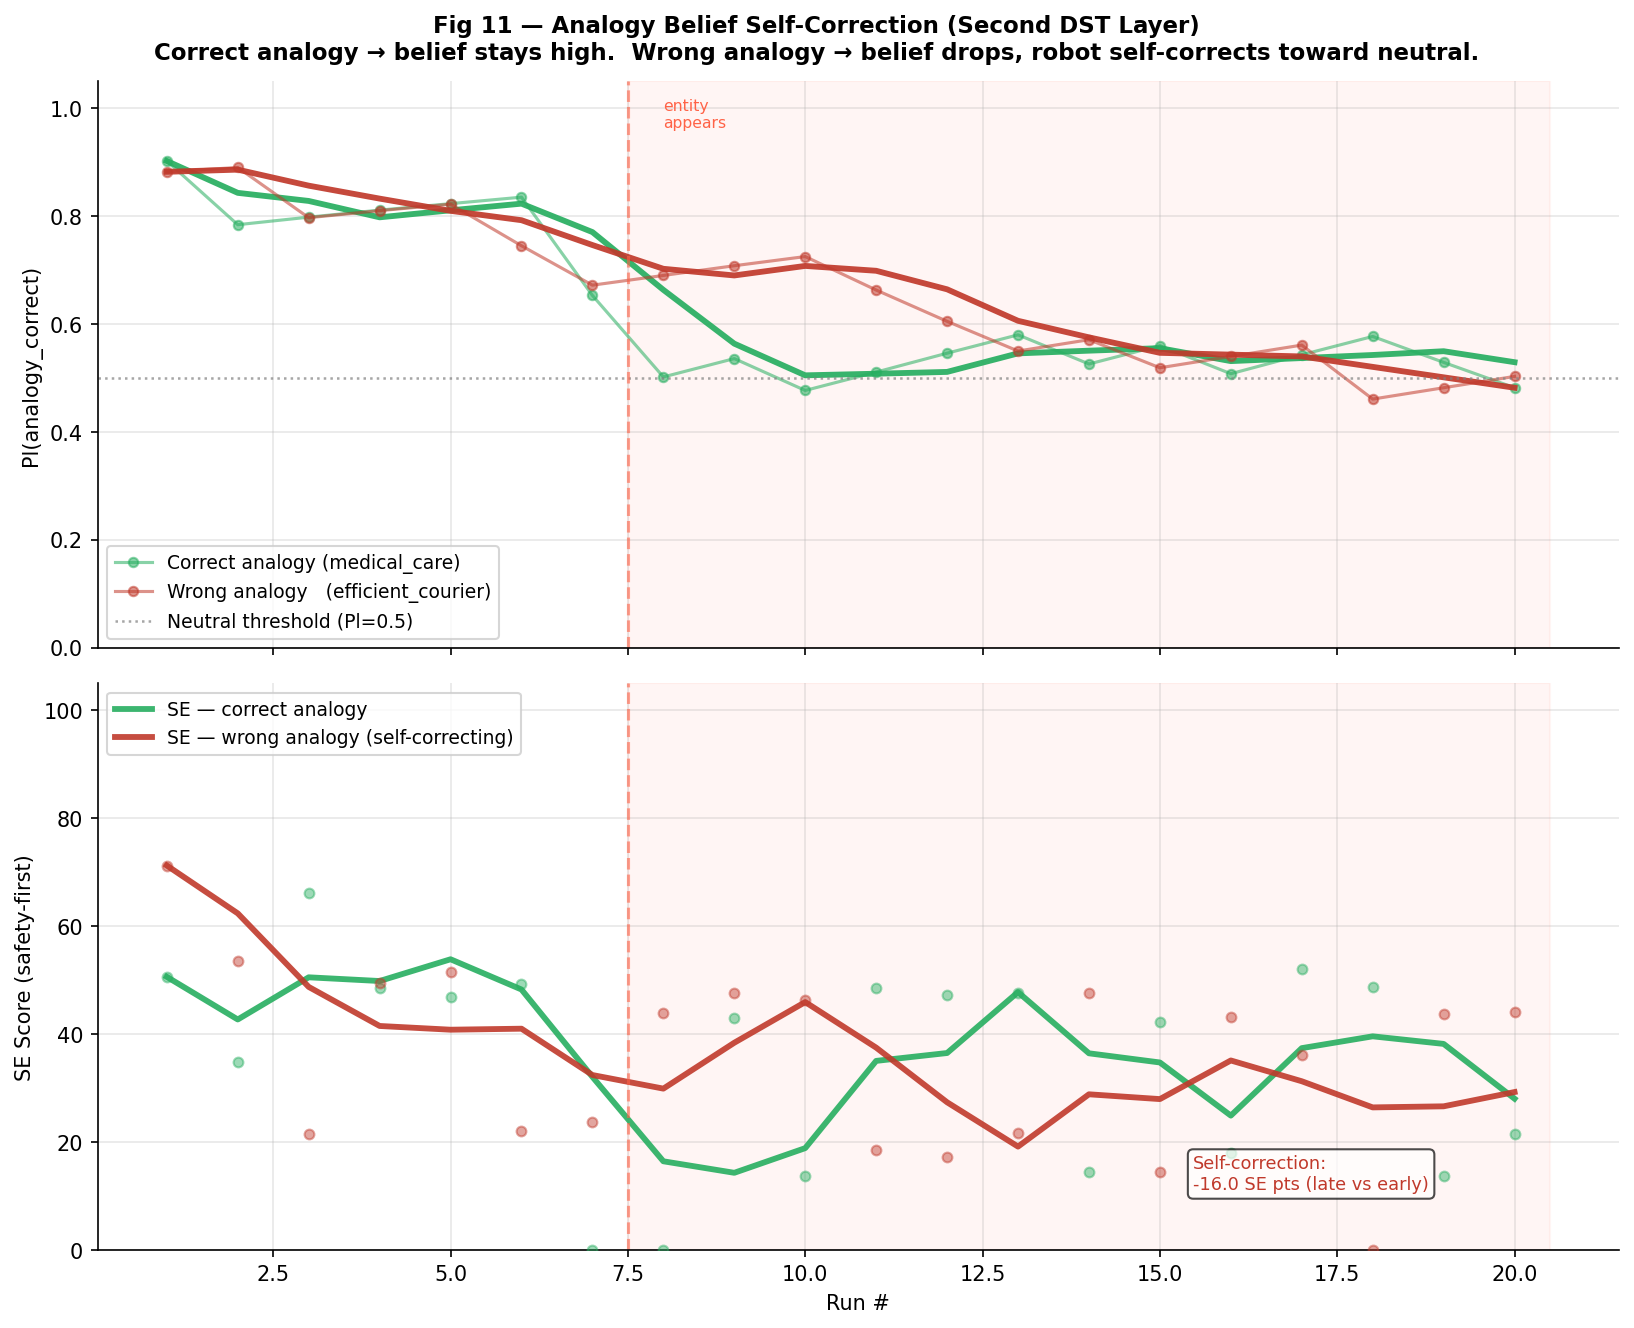 Fig 11 — Analogy Belief Self-Correction (Second DST Layer)
Correct analogy → belief stays high.  Wrong analogy → belief drops, robot self-corrects toward neutral.
1.0
0.8
0.6
0.4
0.2
0.0
Pl(analogy_correct)
entity
appears
Correct analogy (medical_care)
Wrong analogy   (efficient_courier)
Neutral threshold (Pl=0.5)
100
80
60
40
20
0
SE Score (safety-first)
SE — correct analogy
SE — wrong analogy (self-correcting)
Self-correction:
-16.0 SE pts (late vs early)
2.5 5.0 7.5 10.0 12.5 15.0 17.5 20.0
Run #